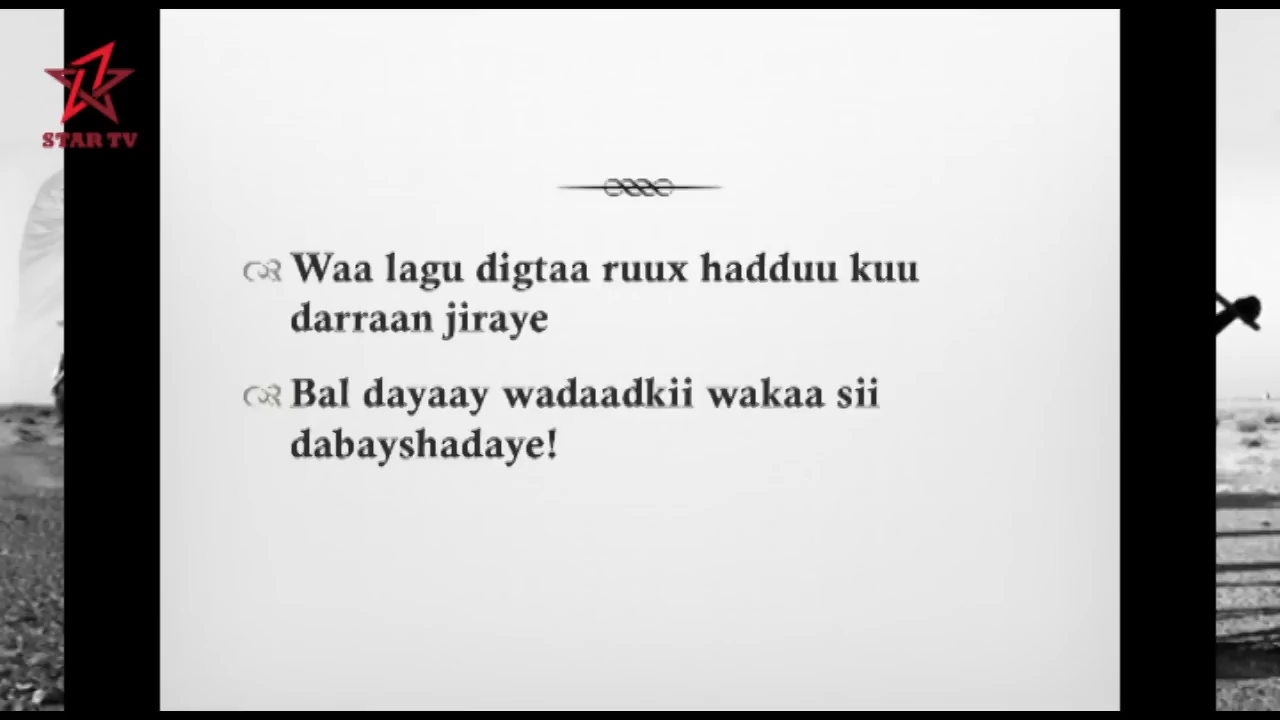 STAR TV
Waa lagu digtaa ruux hadduu kuu
darraan jiraye
Bal dayaay wadaadkii wakaa sii
dabayshadaye!